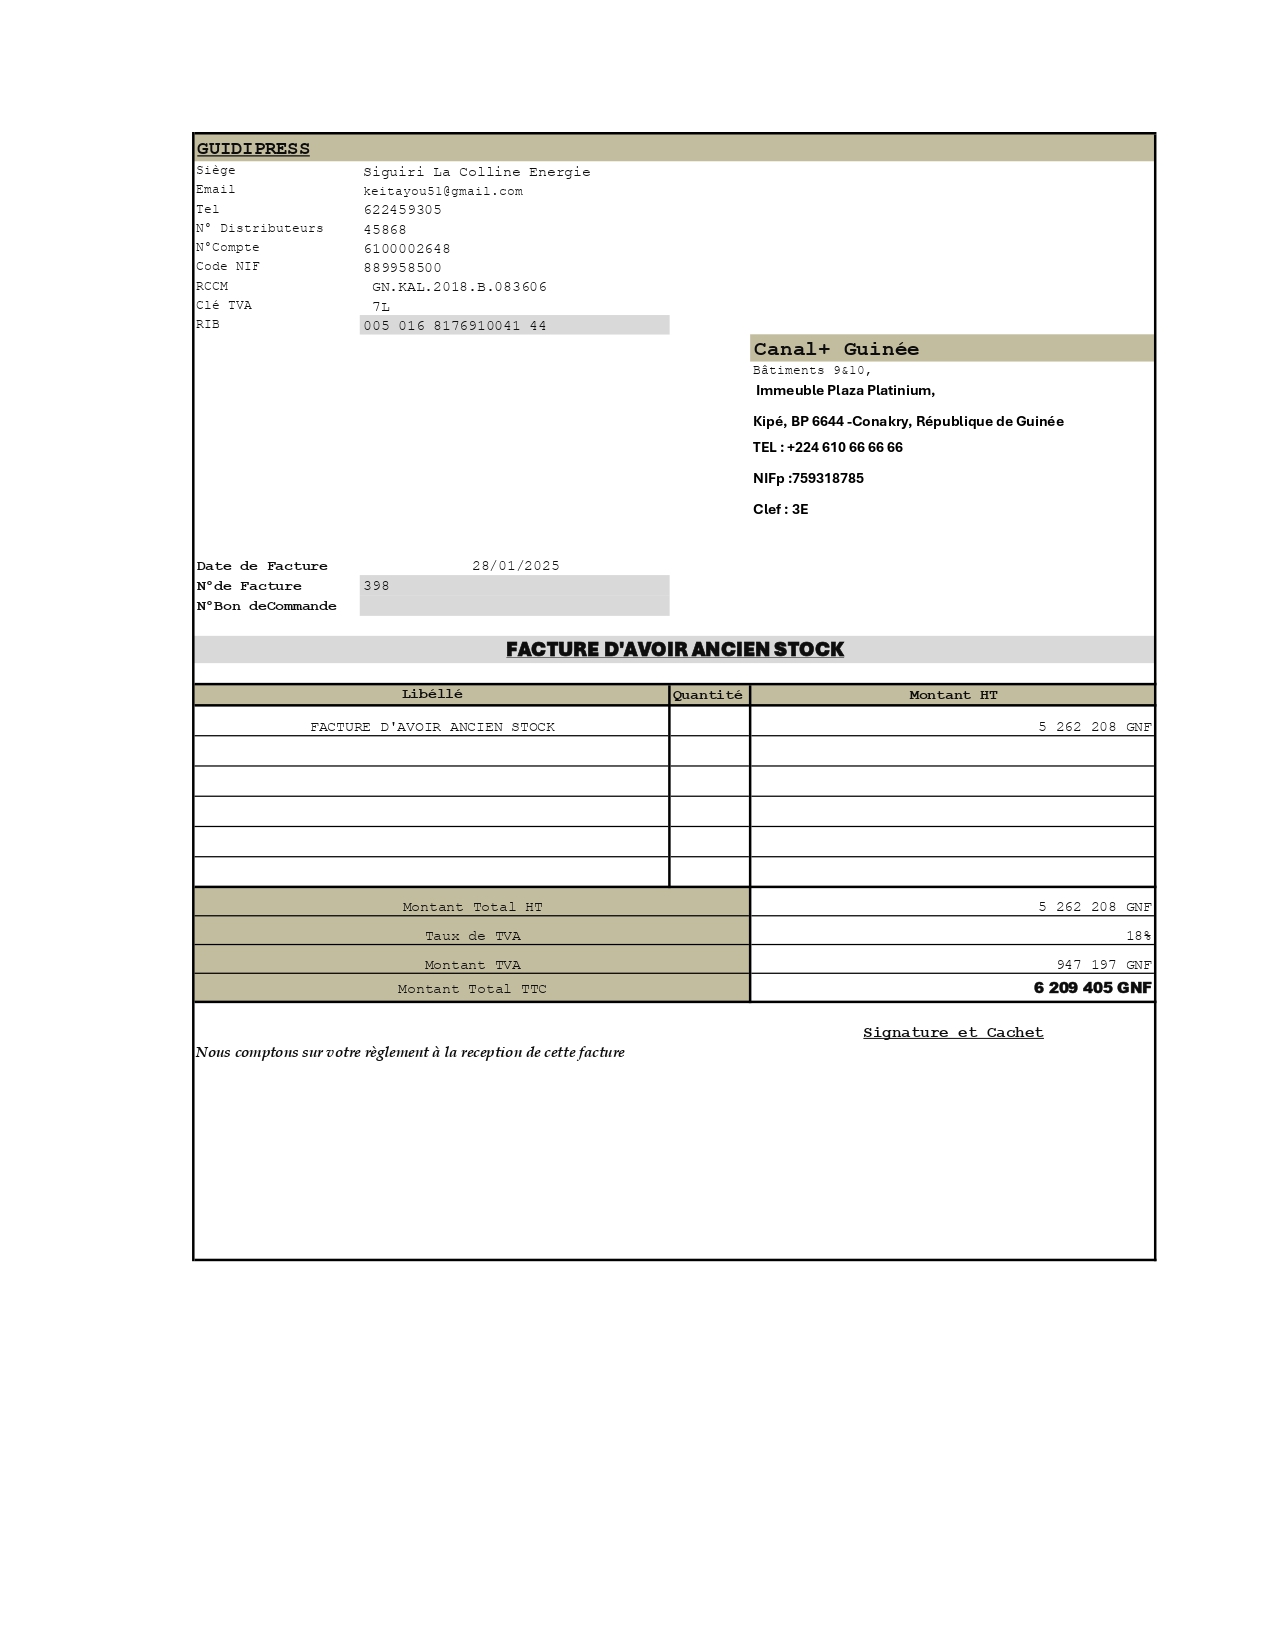 GUIDIPRESS
Siège Siguiri La Colline Energie
Email keitayou51@gmail.com
Tel 622459305
N° Distributeurs 45868
N°Compte 6100002648
Code NIF 889958500
RCCM GN.KAL.2018.B.083606
Clé TVA 7L
RIB 005 016 8176910041 44
Canal+ Guinée
Bâtiments 9&10,
Immeuble Plaza Platinium,
Kipé, BP 6644 -Conakry, République de Guinée
TEL : +224 610 66 66 66
NIFp :759318785
Clef : 3E
Date de Facture 28/01/2025
N°de Facture 398
N°Bon deCommande
FACTURE D'AVOIR ANCIEN STOCK
Libéllé Quantité Montant HT
FACTURE D'AVOIR ANCIEN STOCK 5 262 208 GNF
Montant Total HT 5 262 208 GNF
Taux de TVA 18%
Montant TVA 947 197 GNF
Montant Total TTC 6 209 405 GNF
Signature et Cachet
Nous comptons sur votre règlement à la reception de cette facture